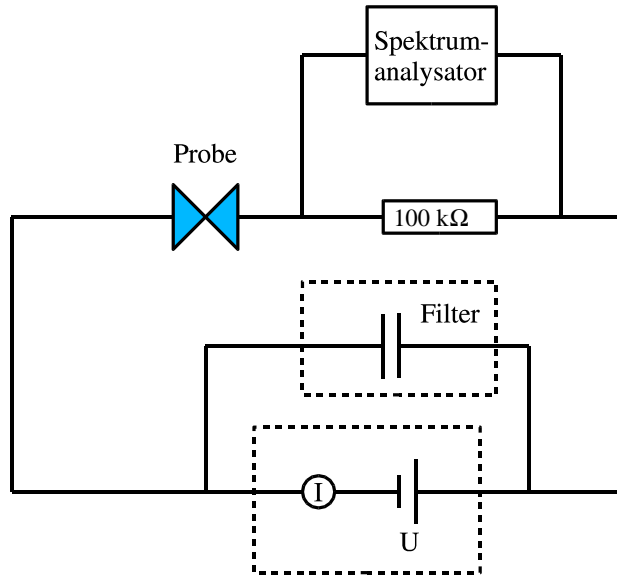 Spektrum-
analysator
Probe
100 kΩ
Filter
I
U